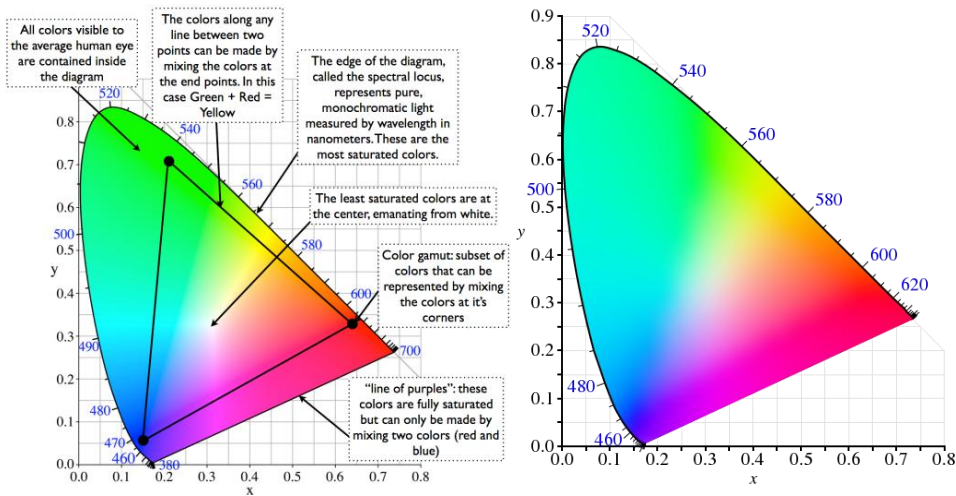 All colors visible to
the average human eye
are contained inside
the diagram
The colors along any
line between two
points can be made by
mixing the colors at
the end points. In this
case Green + Red =
Yellow
The edge of the diagram,
called the spectral locus,
represents pure,
monochromatic light
measured by wavelength in
nanometers. These are the
most saturated colors.
The least saturated colors are at
the center, emanating from white.
Color gamut: subset of
colors that can be
represented by mixing
the colors at it's
corners
"line of purples": these
colors are fully saturated
but can only be made by
mixing two colors (red and
blue)
520
540
560
580
600
700
500
490
480
470
460
380
0.8
0.7
0.6
0.5
y
0.4
0.3
0.2
0.1
0.0
0.0 0.1 0.2 0.3 0.4 0.5 0.6 0.7 0.8
x
0.9
0.8
0.7
0.6
0.5
y
0.4
0.3
0.2
0.1
0.0
520
540
560
580
600
620
500
480
460
0.0 0.1 0.2 0.3 0.4 0.5 0.6 0.7 0.8
x